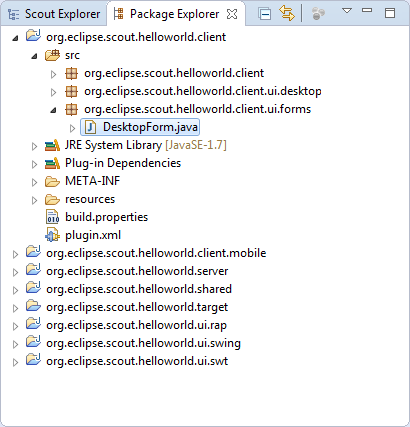 Scout Explorer Package Explorer
org.eclipse.scout.helloworld.client
src
org.eclipse.scout.helloworld.client
org.eclipse.scout.helloworld.client.ui.desktop
org.eclipse.scout.helloworld.client.ui.forms
DesktopForm.java
JRE System Library [JavaSE-1.7]
Plug-in Dependencies
META-INF
resources
build.properties
plugin.xml
org.eclipse.scout.helloworld.client.mobile
org.eclipse.scout.helloworld.server
org.eclipse.scout.helloworld.shared
org.eclipse.scout.helloworld.target
org.eclipse.scout.helloworld.ui.rap
org.eclipse.scout.helloworld.ui.swing
org.eclipse.scout.helloworld.ui.swt